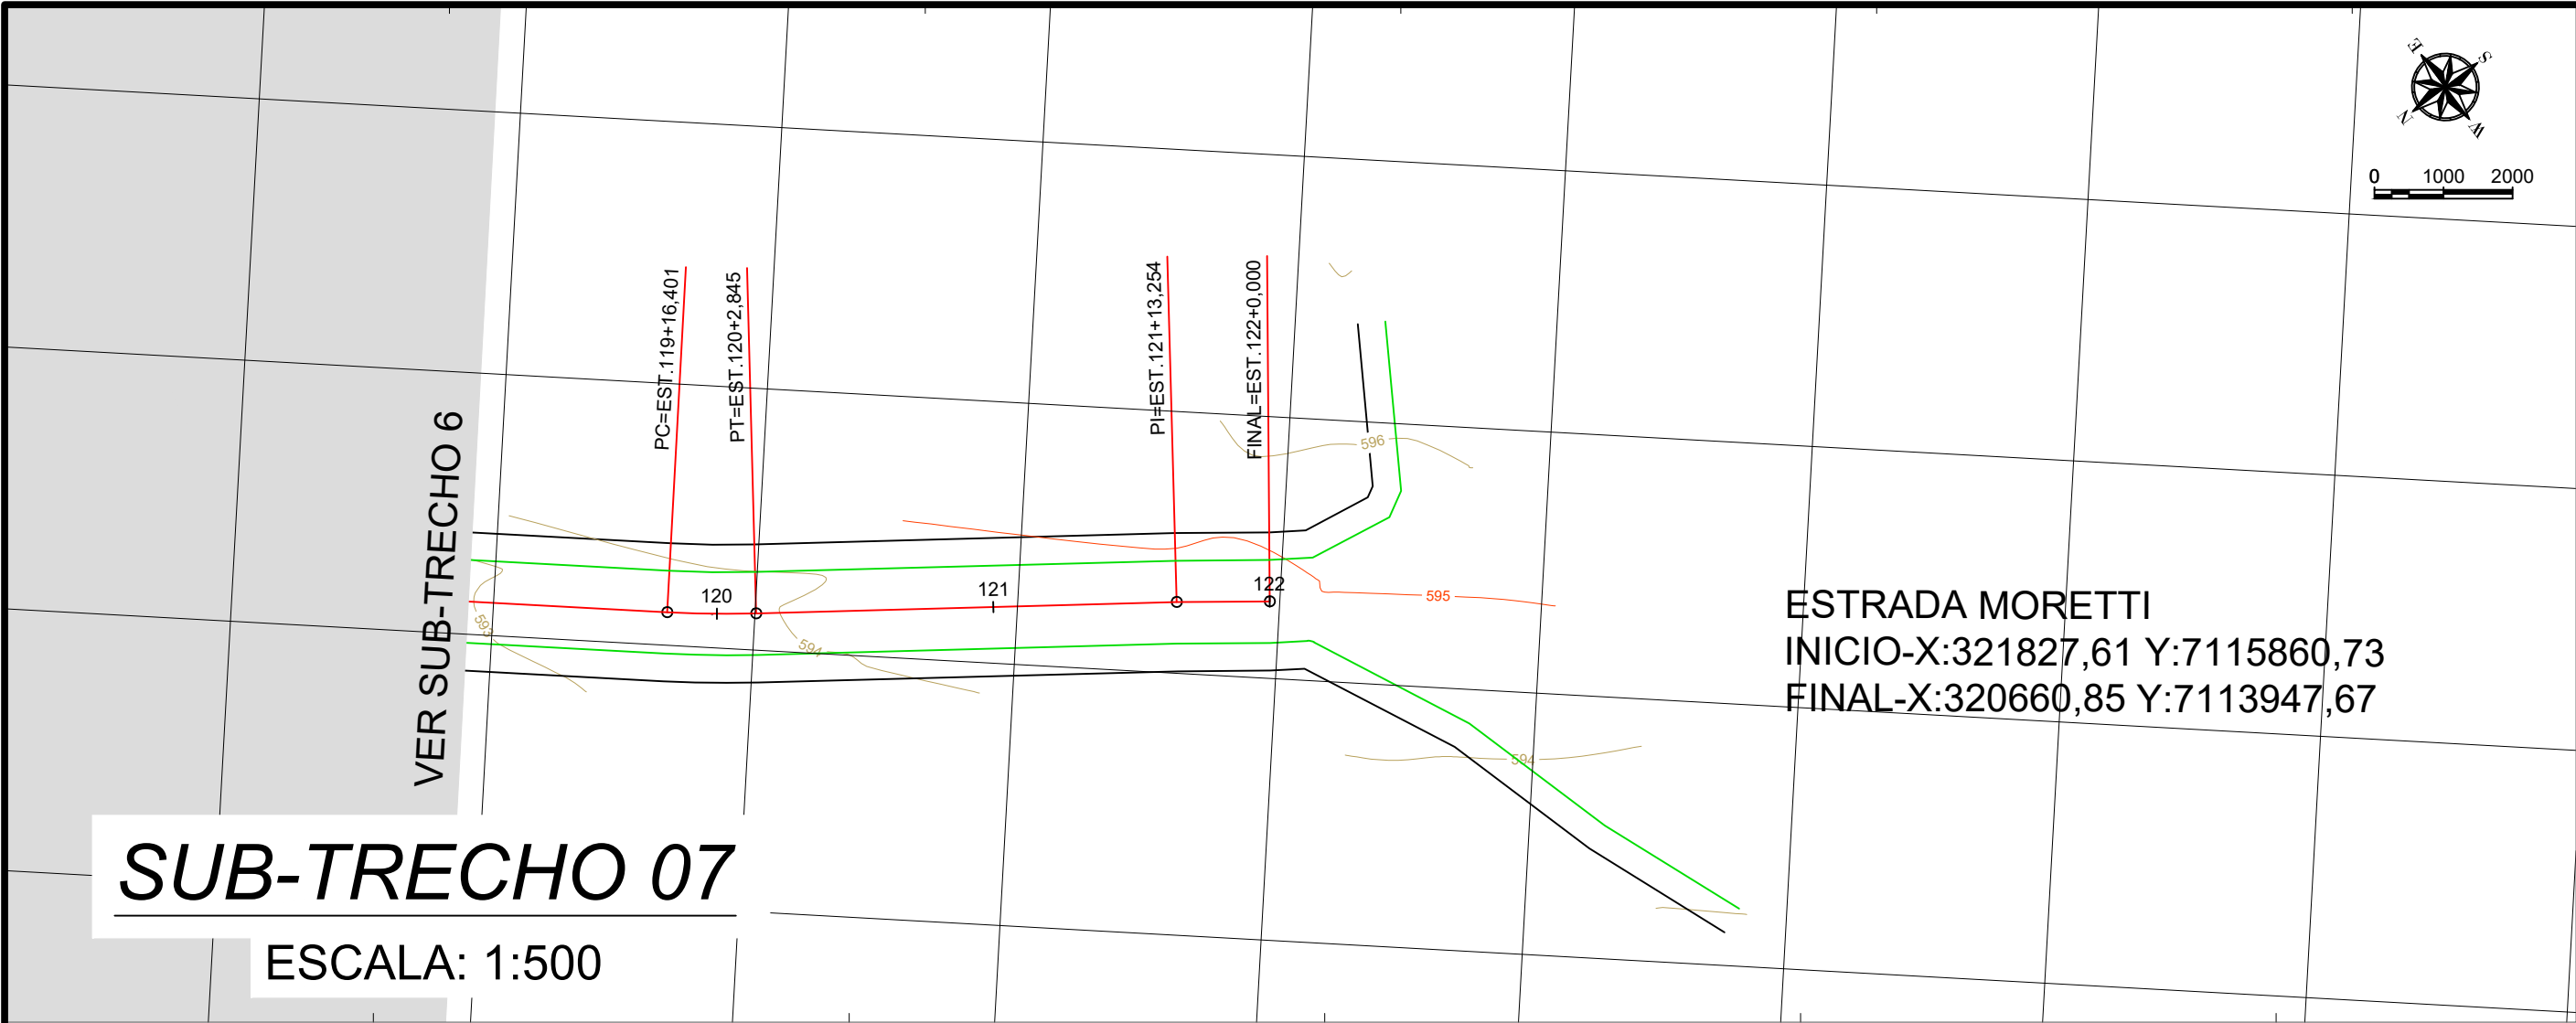 E
S
N
W
0 1000 2000
PC=EST.119+16,401
PT=EST.120+2,845
PI=EST.121+13,254
FINAL=EST.122+0,000
596
VER SUB-TRECHO 6
120
121
122
595
593
594
594
ESTRADA MORETTI
INICIO-X:321827,61 Y:7115860,73
FINAL-X:320660,85 Y:7113947,67
SUB-TRECHO 07
ESCALA: 1:500